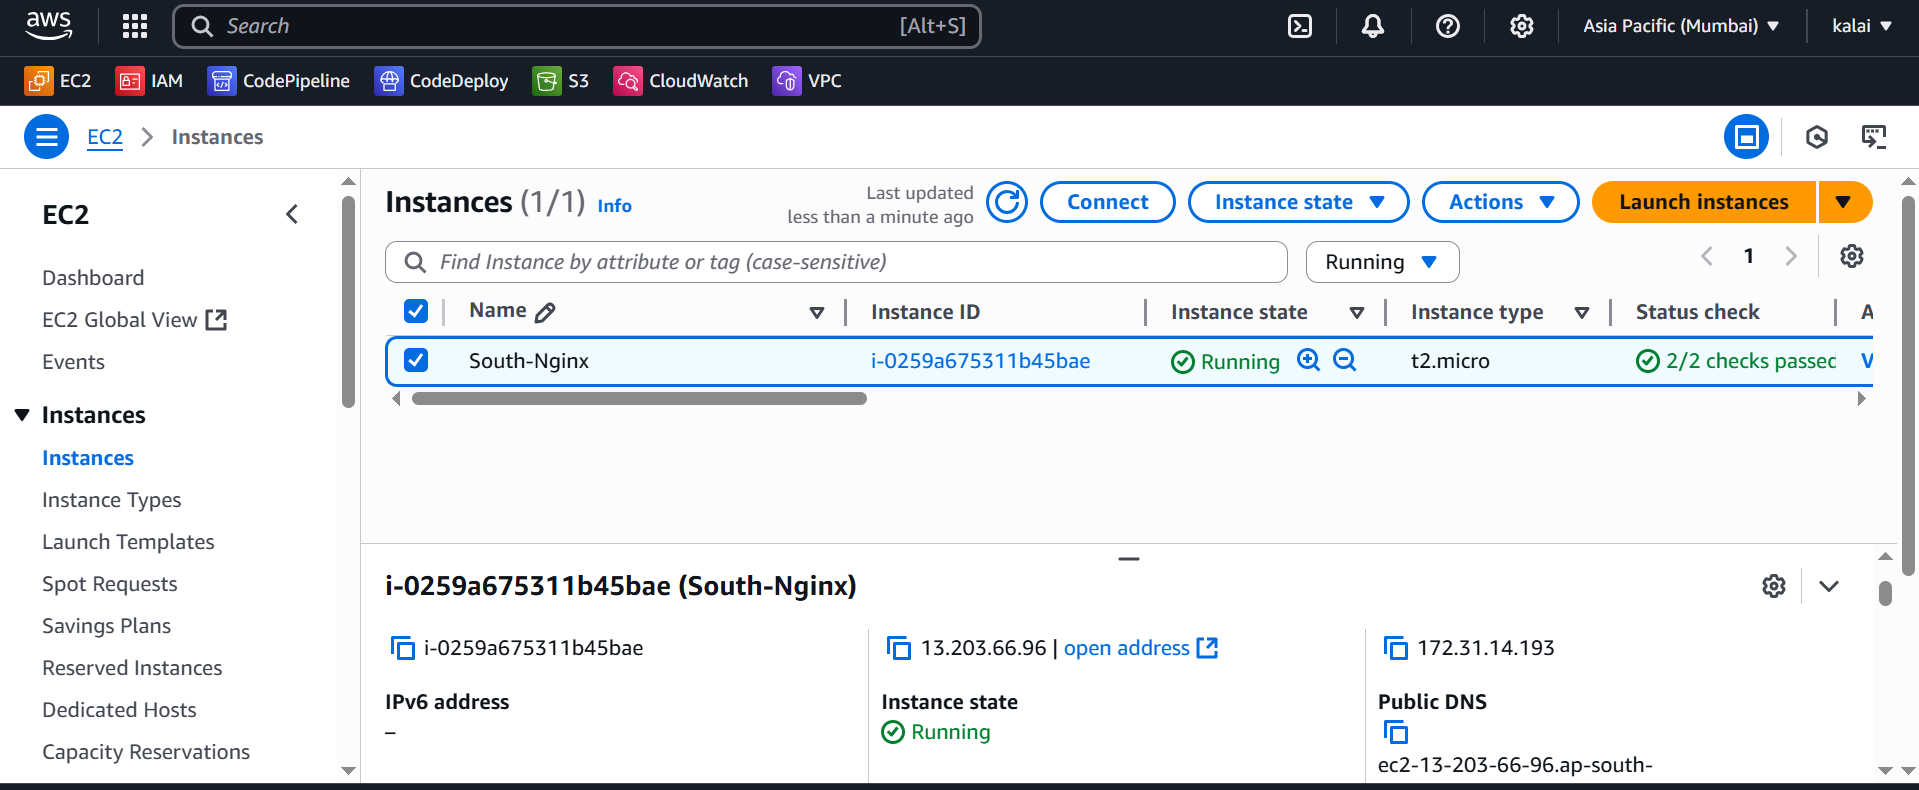 aws
Search [Alt+S]
Asia Pacific (Mumbai) kalai
EC2 IAM CodePipeline CodeDeploy S3 CloudWatch VPC
EC2 Instances
EC2
Dashboard
EC2 Global View
Events
Instances
Instances
Instance Types
Launch Templates
Spot Requests
Savings Plans
Reserved Instances
Dedicated Hosts
Capacity Reservations
Instances (1/1) Info
Last updated
less than a minute ago
Connect Instance state Actions Launch instances
Find Instance by attribute or tag (case-sensitive) Running 1
Name Instance ID Instance state Instance type Status check A
South-Nginx i-0259a675311b45bae Running t2.micro 2/2 checks passed V
i-0259a675311b45bae (South-Nginx)
i-0259a675311b45bae 13.203.66.96 | open address 172.31.14.193
IPv6 address Instance state Public DNS
– Running
ec2-13-203-66-96.ap-south-